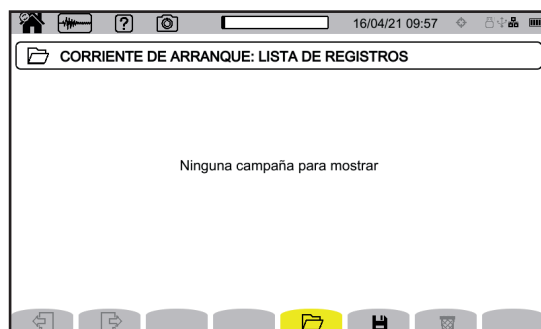 ? 16/04/21 09:57
CORRIENTE DE ARRANQUE: LISTA DE REGISTROS
Ninguna campaña para mostrar